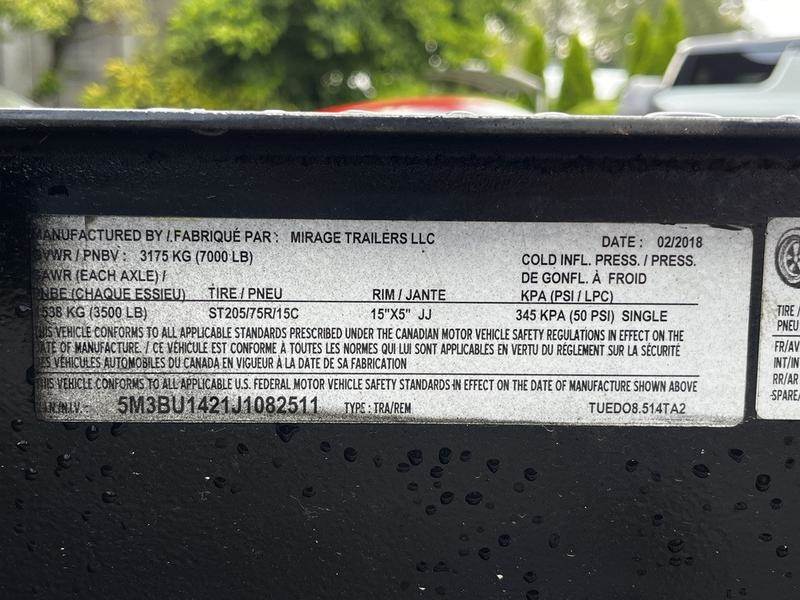 MANUFACTURED BY / FABRIQUÉ PAR : MIRAGE TRAILERS LLC DATE : 02/2018
GVWR / PNBV : 3175 KG (7000 LB) COLD INFL. PRESS. / PRESS.
GAWR (EACH AXLE) / DE GONFL. À FROID
PNBE (CHAQUE ESSIEU) TIRE / PNEU RIM / JANTE KPA (PSI / LPC)
1538 KG (3500 LB) ST205/75R/15C 15"X5" JJ 345 KPA (50 PSI) SINGLE
THIS VEHICLE CONFORMS TO ALL APPLICABLE STANDARDS PRESCRIBED UNDER THE CANADIAN MOTOR VEHICLE SAFETY REGULATIONS IN EFFECT ON THE
DATE OF MANUFACTURE. / CE VÉHICULE EST CONFORME À TOUTES LES NORMES QUI LUI SONT APPLICABLES EN VERTU DU RÈGLEMENT SUR LA SÉCURITÉ
DES VÉHICULES AUTOMOBILES DU CANADA EN VIGUEUR À LA DATE DE SA FABRICATION
THIS VEHICLE CONFORMS TO ALL APPLICABLE U.S. FEDERAL MOTOR VEHICLE SAFETY STANDARDS IN EFFECT ON THE DATE OF MANUFACTURE SHOWN ABOVE
5M3BU1421J1082511 TYPE : TRA/REM TUEDO8.514TA2
TIRE /
PNEU
FR/AV
INT/IN
RR/AR
SPARE/